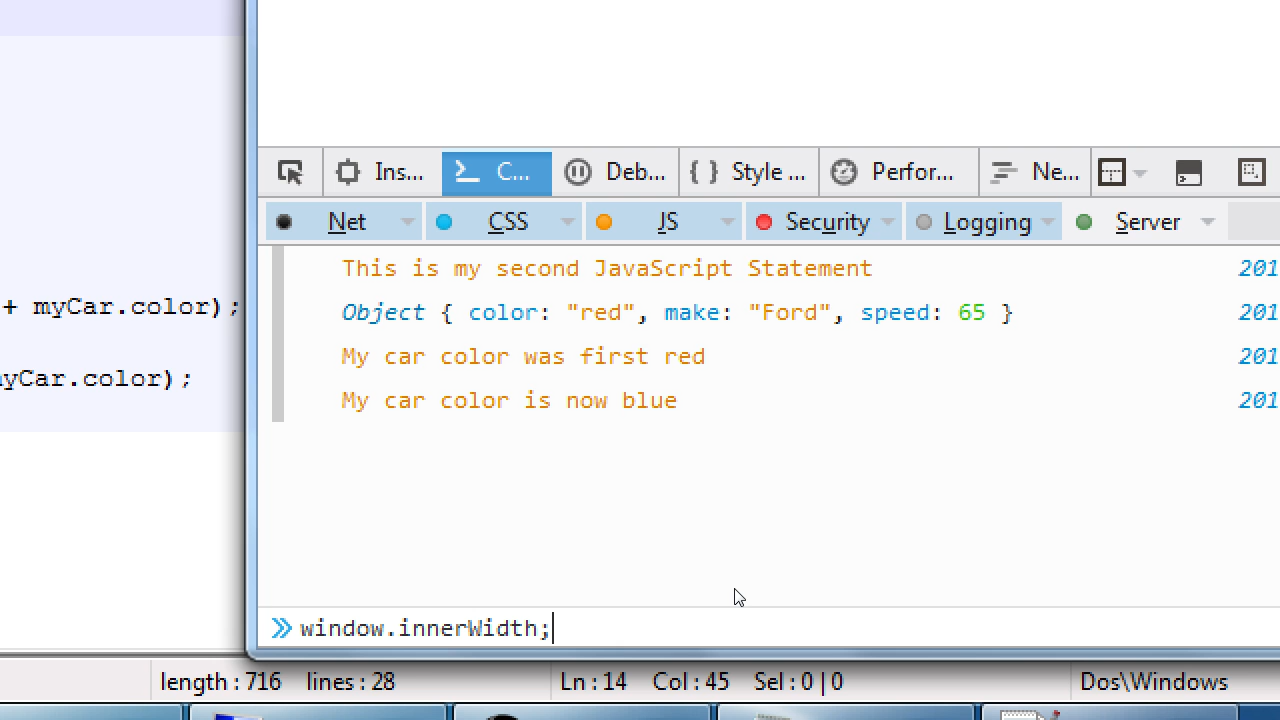 Ins... C... Deb... { } Style ... Perfor... Ne...
Net CSS JS Security Logging Server
This is my second JavaScript Statement 201
+ myCar.color);
Object { color: "red", make: "Ford", speed: 65 } 201
My car color was first red 201
yCar.color);
My car color is now blue 201
window.innerWidth;
length : 716 lines : 28 Ln : 14 Col : 45 Sel : 0 | 0 Dos\Windows